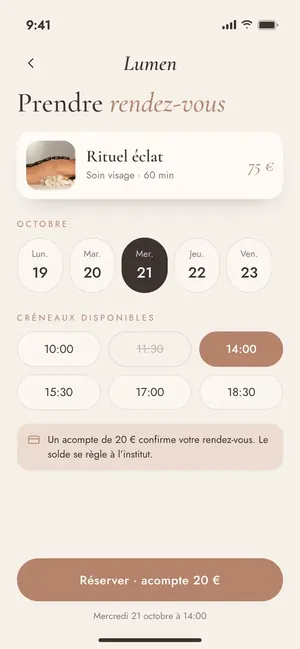 9:41
Lumen
Prendre rendez-vous
Rituel éclat
Soin visage · 60 min
75 €
OCTOBRE
Lun. Mar. Mer. Jeu. Ven.
19 20 21 22 23
CRÉNEAUX DISPONIBLES
10:00 11:30 14:00
15:30 17:00 18:30
Un acompte de 20 € confirme votre rendez-vous. Le
solde se règle à l'institut.
Réserver · acompte 20 €
Mercredi 21 octobre à 14:00